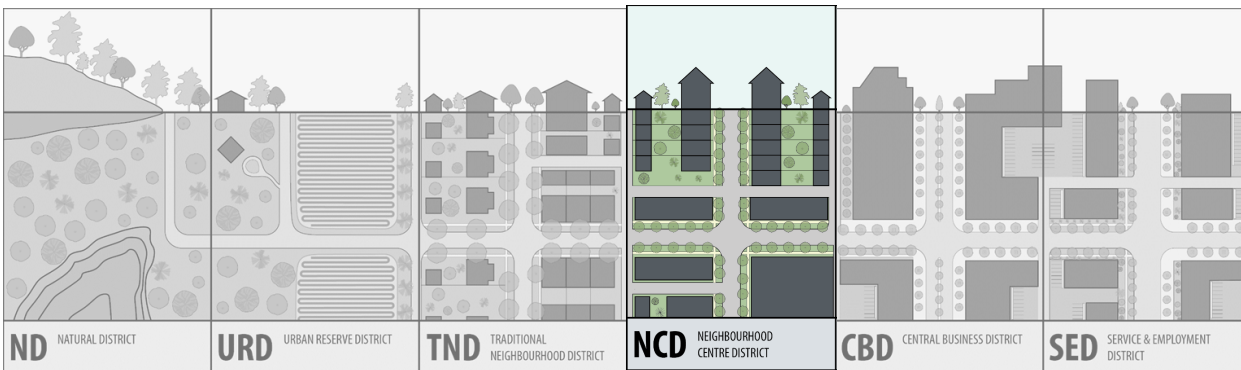 ND NATURAL DISTRICT
URD URBAN RESERVE DISTRICT
TND TRADITIONAL
NEIGHBOURHOOD DISTRICT
NCD NEIGHBOURHOOD
CENTRE DISTRICT
CBD CENTRAL BUSINESS DISTRICT
SED SERVICE & EMPLOYMENT
DISTRICT